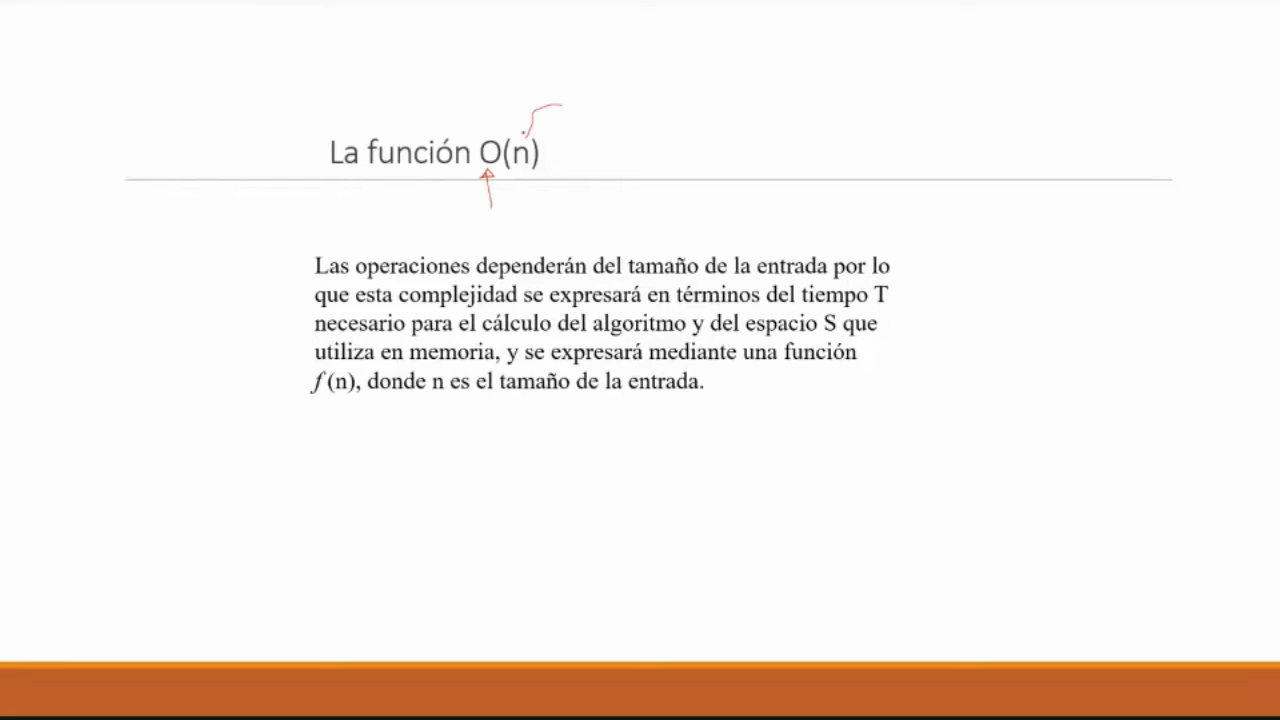 La función O(n)
Las operaciones dependerán del tamaño de la entrada por lo
que esta complejidad se expresará en términos del tiempo T
necesario para el cálculo del algoritmo y del espacio S que
utiliza en memoria, y se expresará mediante una función
f (n), donde n es el tamaño de la entrada.